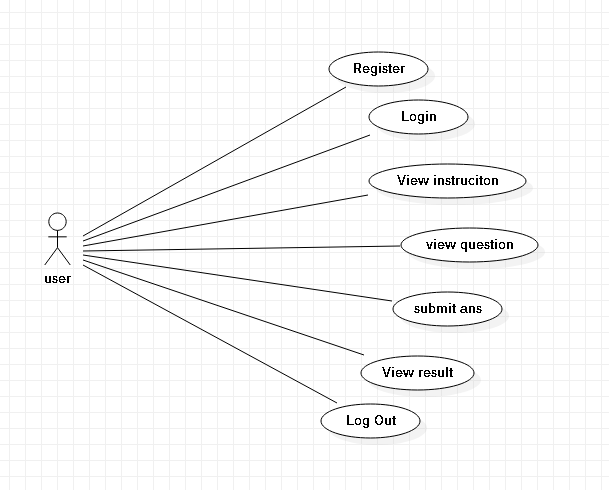 Register
Login
View instruciton
view question
user
submit ans
View result
Log Out